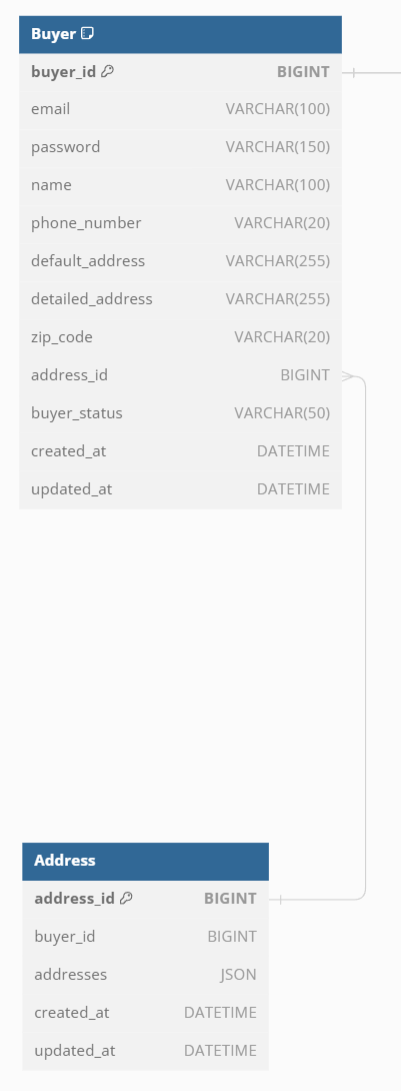 Buyer
buyer_id BIGINT
email VARCHAR(100)
password VARCHAR(150)
name VARCHAR(100)
phone_number VARCHAR(20)
default_address VARCHAR(255)
detailed_address VARCHAR(255)
zip_code VARCHAR(20)
address_id BIGINT
buyer_status VARCHAR(50)
created_at DATETIME
updated_at DATETIME
Address
address_id BIGINT
buyer_id BIGINT
addresses JSON
created_at DATETIME
updated_at DATETIME